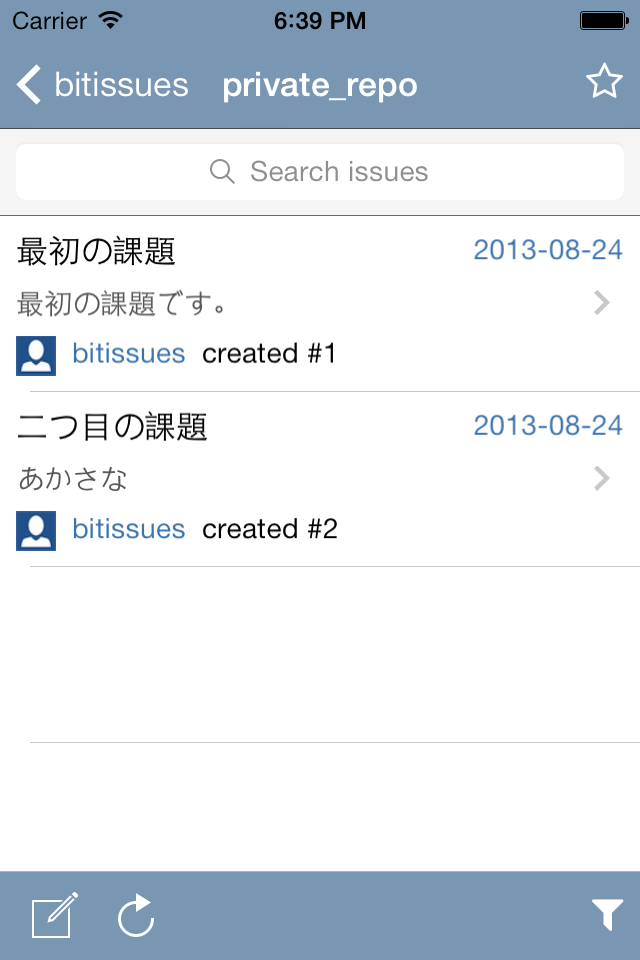 Carrier 6:39 PM
bitissues private_repo
Search issues
最初の課題 2013-08-24
最初の課題です。
bitissues created #1
二つ目の課題 2013-08-24
あかさな
bitissues created #2